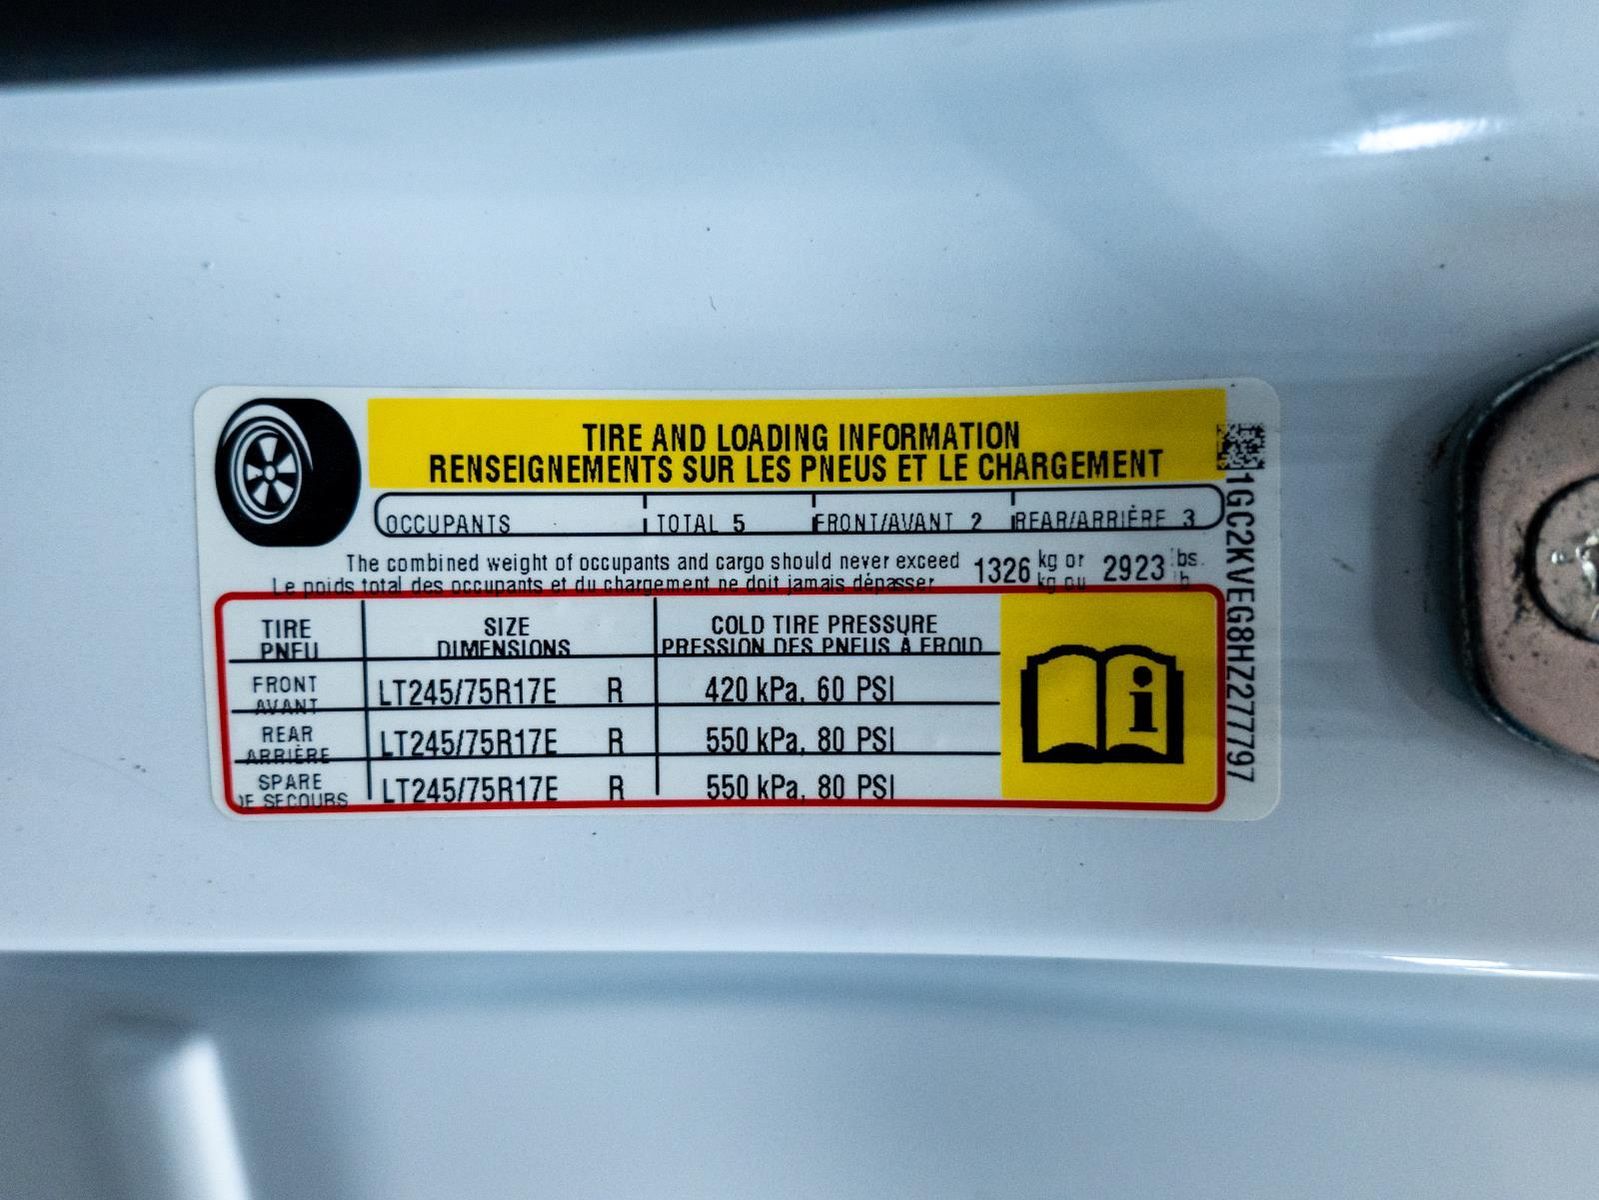 TIRE AND LOADING INFORMATION
RENSEIGNEMENTS SUR LES PNEUS ET LE CHARGEMENT
OCCUPANTS TOTAL 5 FRONT/AVANT 2 REAR/ARRIÈRE 3
The combined weight of occupants and cargo should never exceed 1326 kg or 2923 lbs.
Le poids total des occupants et du chargement ne doit jamais dépasser kg ou lb
TIRE SIZE COLD TIRE PRESSURE
PNEU DIMENSIONS PRESSION DES PNEUS À FROID
FRONT
AVANT LT245/75R17E R 420 kPa, 60 PSI
REAR
ARRIÈRE LT245/75R17E R 550 kPa, 80 PSI
SPARE
DE SECOURS LT245/75R17E R 550 kPa, 80 PSI
i
1GC2KVEG8HZ277797